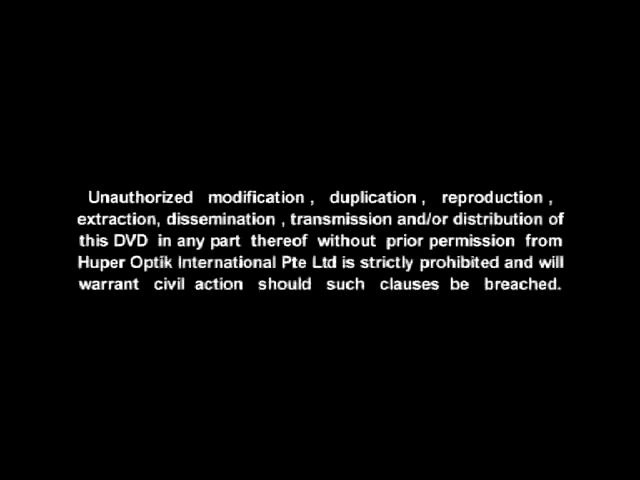 Unauthorized modification , duplication , reproduction ,
extraction, dissemination , transmission and/or distribution of
this DVD in any part thereof without prior permission from
Huper Optik International Pte Ltd is strictly prohibited and will
warrant civil action should such clauses be breached.